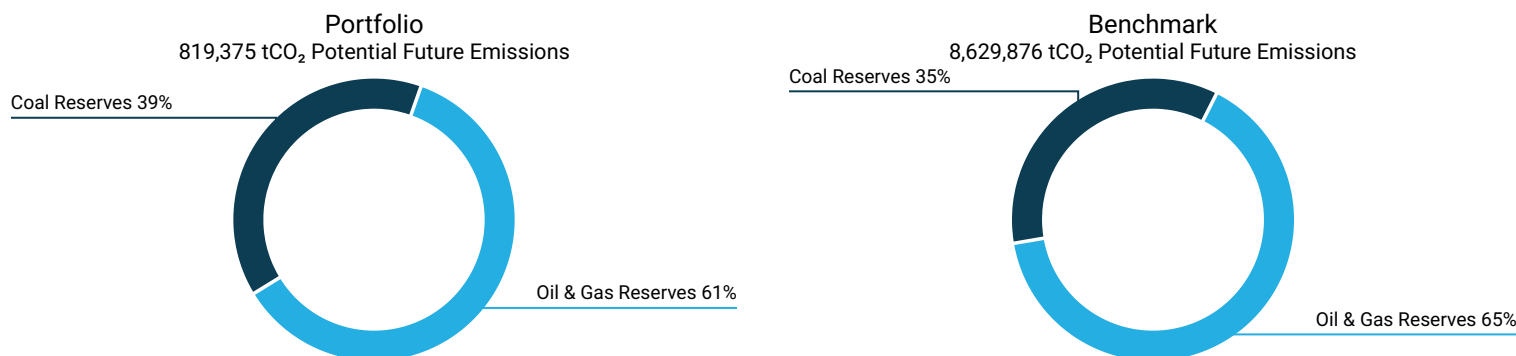 Portfolio
819,375 tCO₂ Potential Future Emissions
Coal Reserves 39%
Oil & Gas Reserves 61%
Benchmark
8,629,876 tCO₂ Potential Future Emissions
Coal Reserves 35%
Oil & Gas Reserves 65%